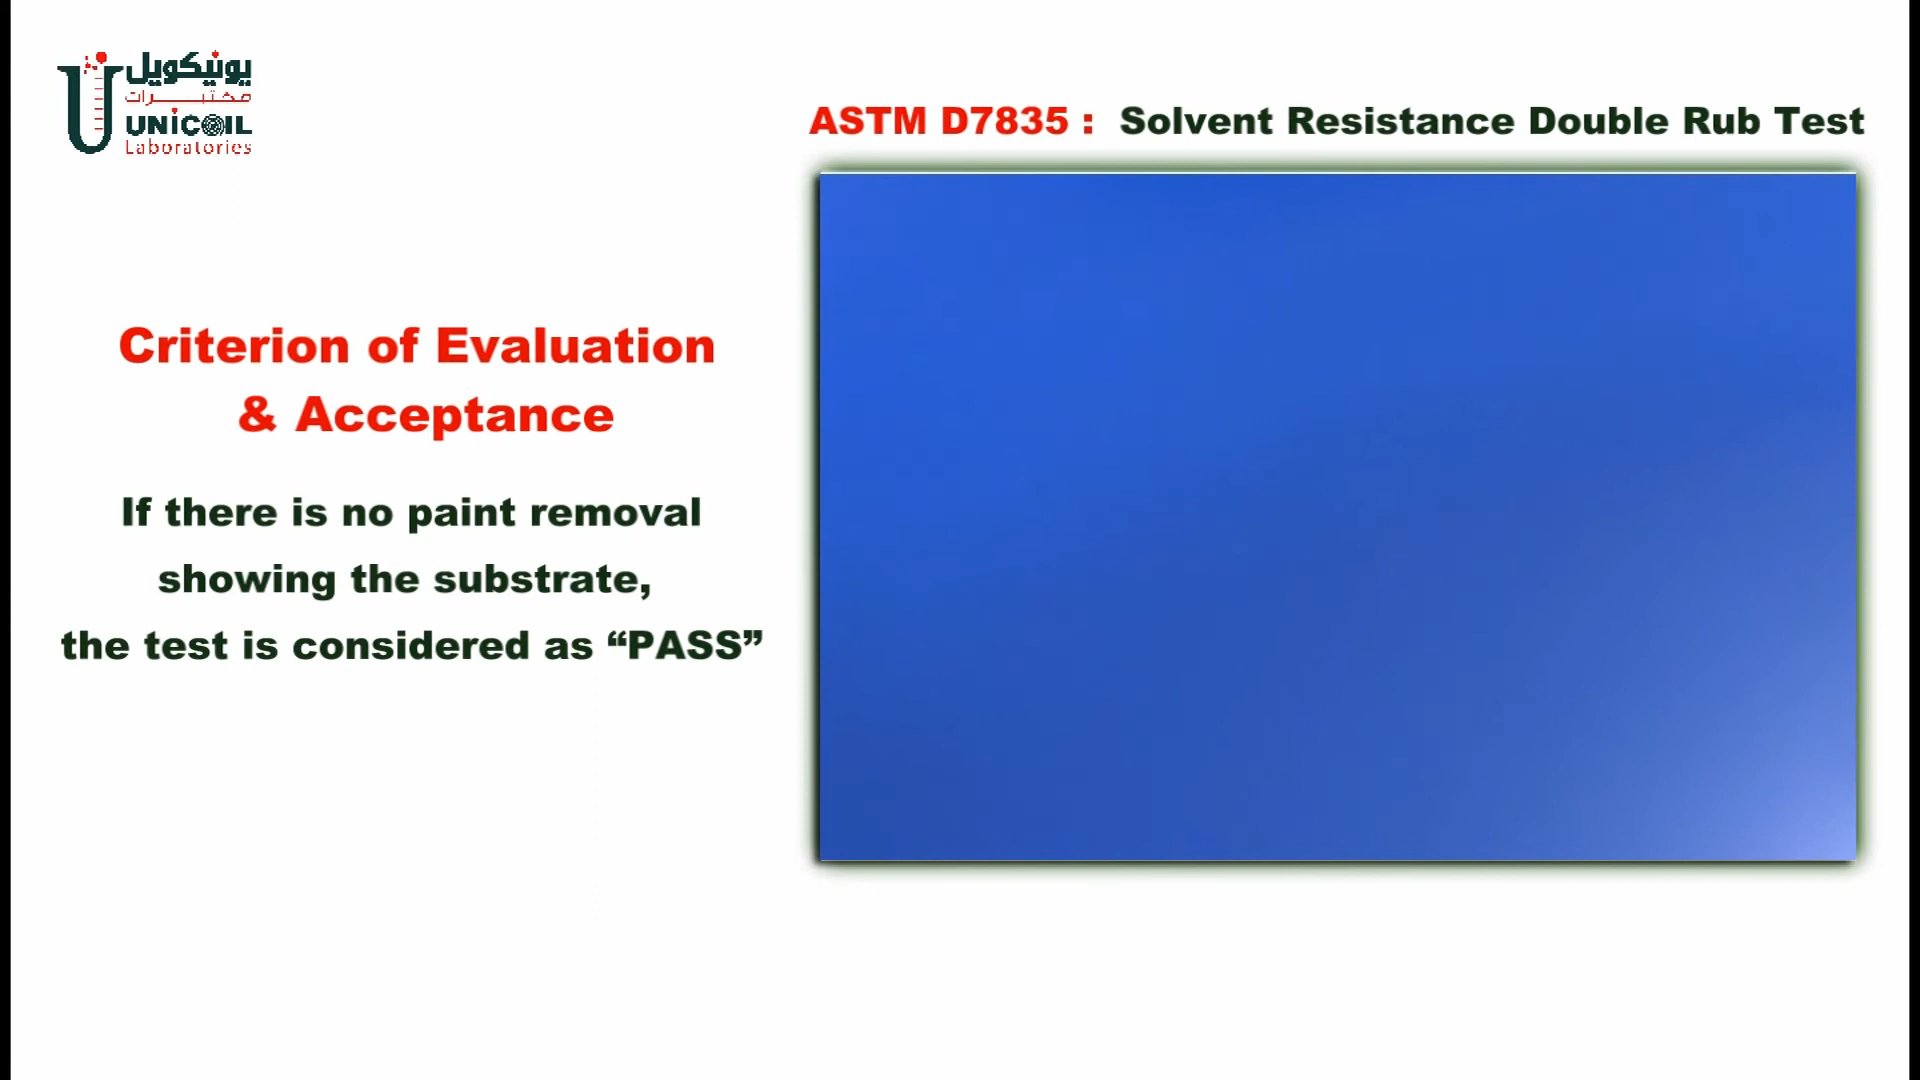 يونيكويل
مختبرات
UNICOIL
Laboratories
ASTM D7835 : Solvent Resistance Double Rub Test
Criterion of Evaluation
& Acceptance
If there is no paint removal
showing the substrate,
the test is considered as “PASS”